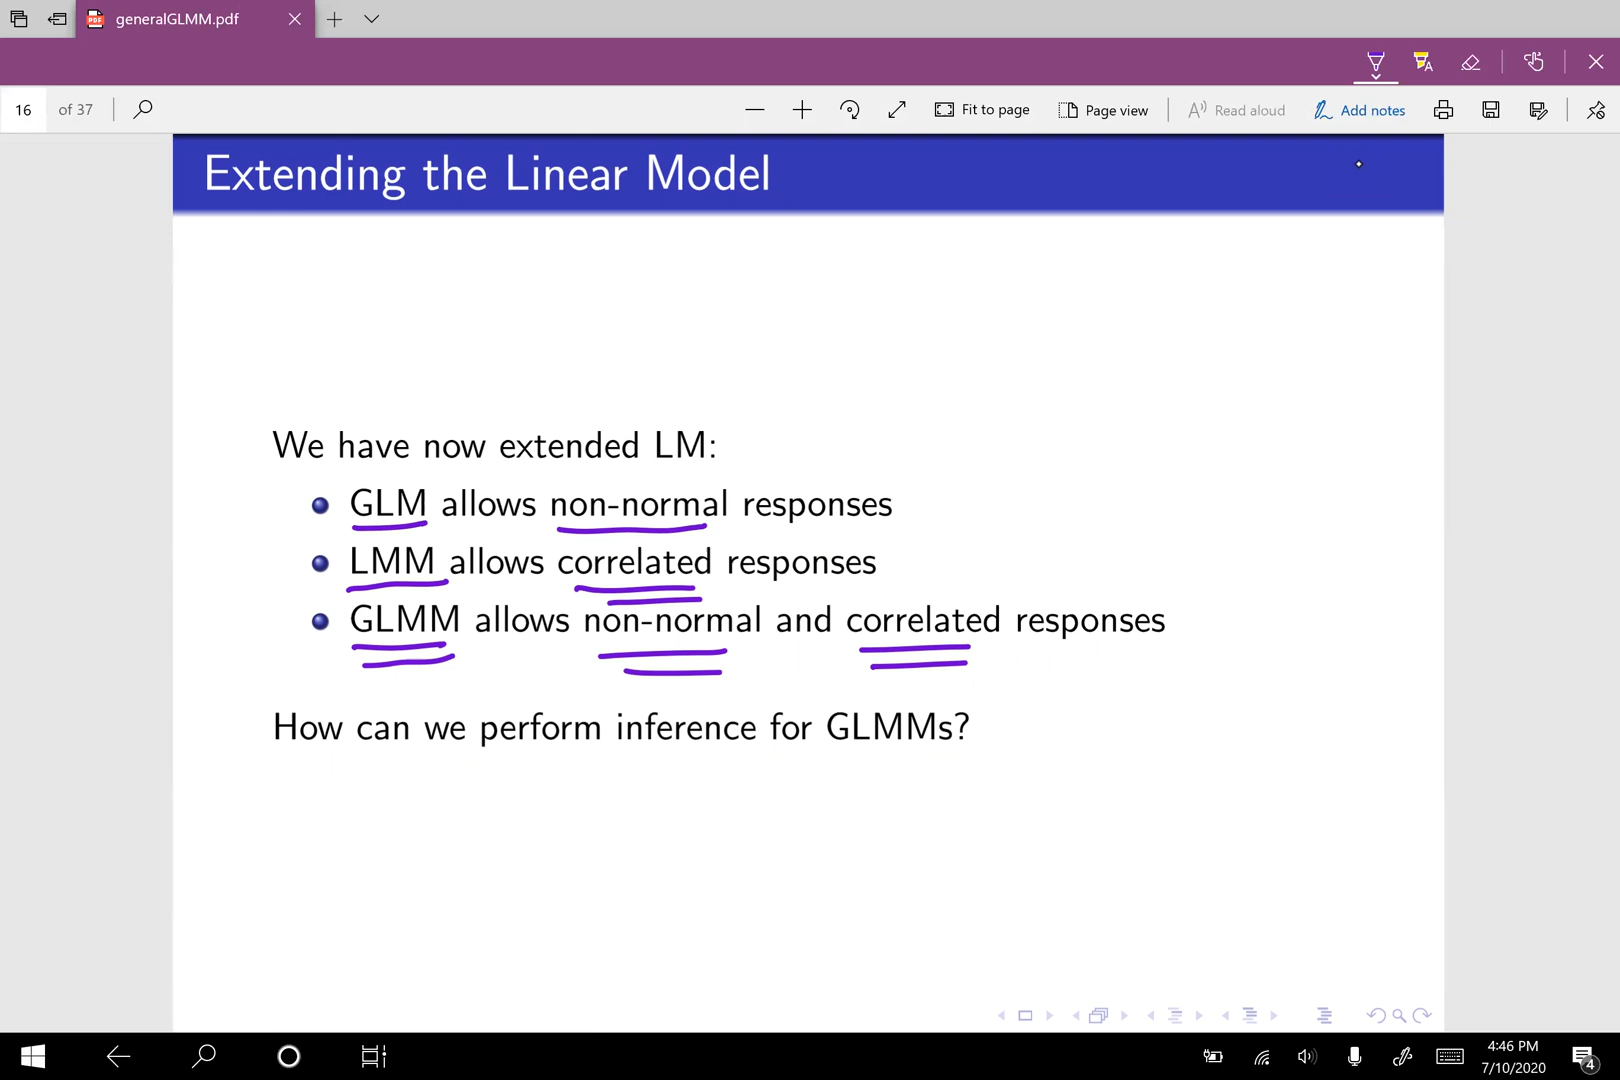 generalGLMM.pdf
16 of 37
Fit to page
Page view
Read aloud
Add notes
Extending the Linear Model
We have now extended LM:
GLM allows non-normal responses
LMM allows correlated responses
GLMM allows non-normal and correlated responses
How can we perform inference for GLMMs?
4:46 PM
7/10/2020
4